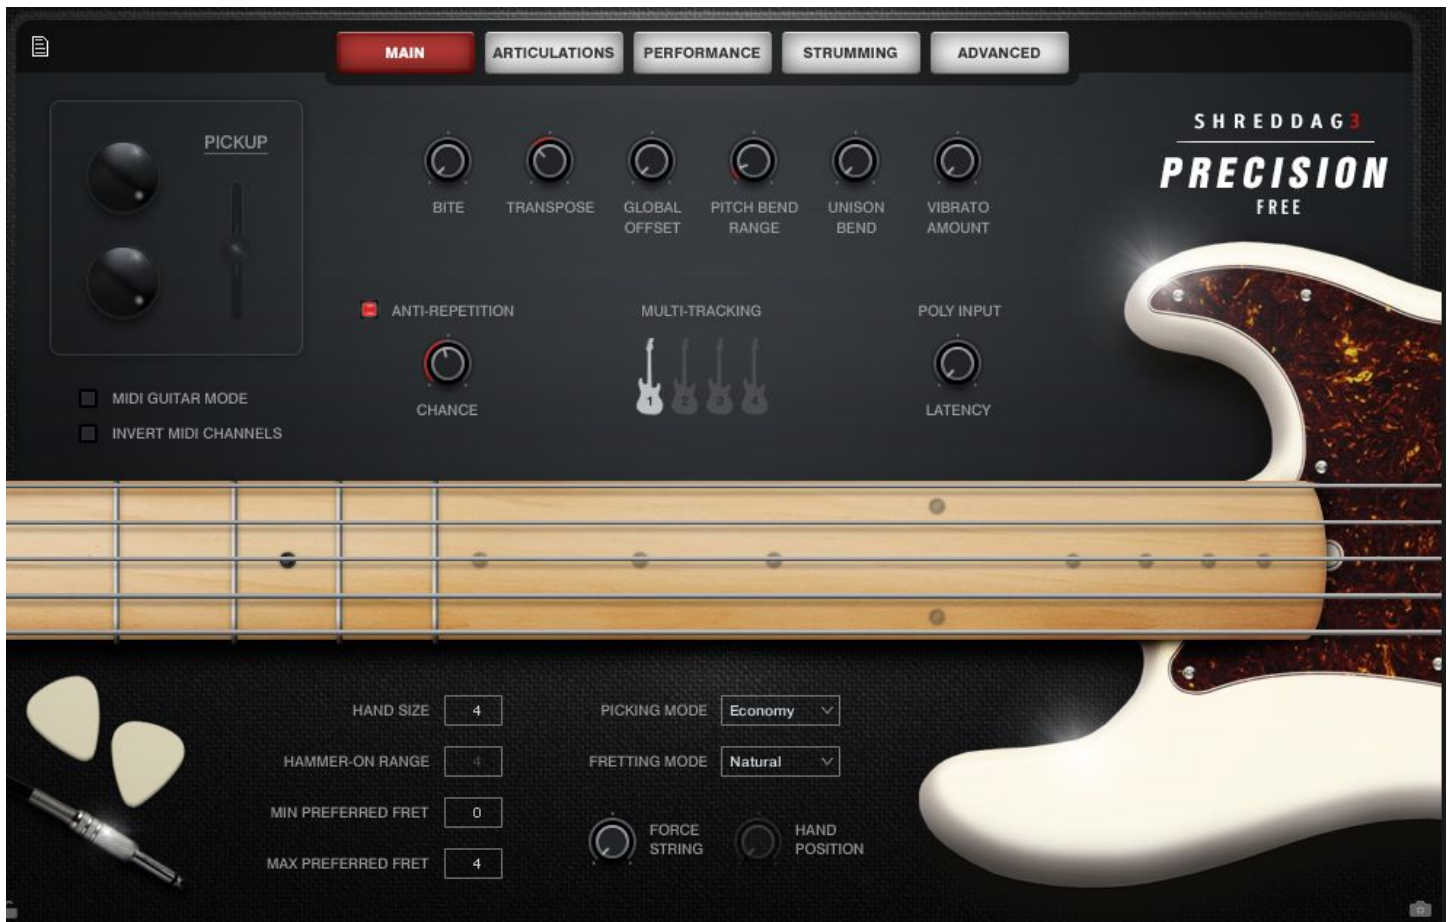 MAIN
ARTICULATIONS
PERFORMANCE
STRUMMING
ADVANCED
SHREDDAG3
PRECISION
FREE
PICKUP
BITE
TRANSPOSE
GLOBAL
OFFSET
PITCH BEND
RANGE
UNISON
BEND
VIBRATO
AMOUNT
ANTI-REPETITION
MULTI-TRACKING
POLY INPUT
1 2 3 4
MIDI GUITAR MODE
CHANCE
LATENCY
INVERT MIDI CHANNELS
HAND SIZE 4
PICKING MODE Economy
HAMMER-ON RANGE 4
FRETTING MODE Natural
MIN PREFERRED FRET 0
FORCE
STRING
HAND
POSITION
MAX PREFERRED FRET 4